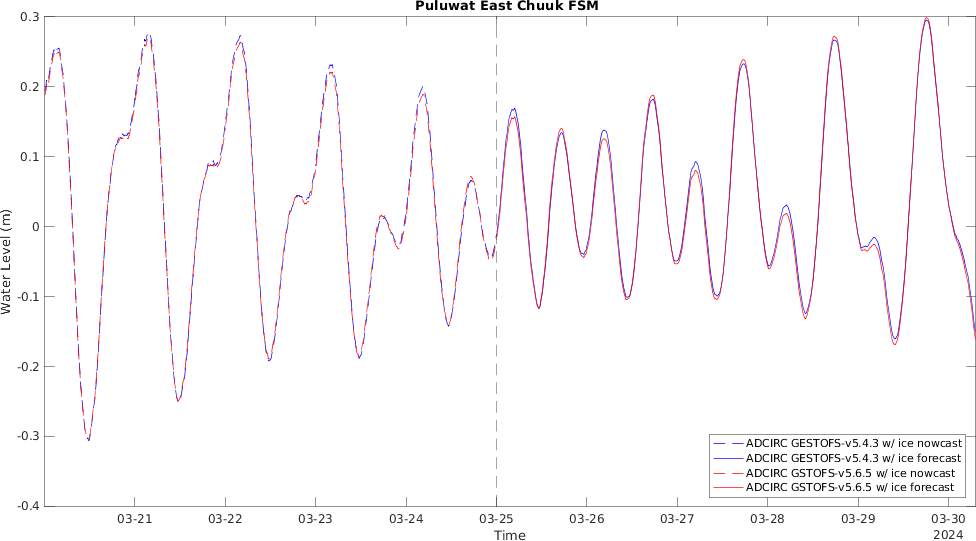 Puluwat East Chuuk FSM
0.3
0.2
0.1
0
-0.1
-0.2
-0.3
-0.4
Water Level (m)
03-21 03-22 03-23 03-24 03-25 03-26 03-27 03-28 03-29 03-30
2024
Time
ADCIRC GESTOFS-v5.4.3 w/ ice nowcast
ADCIRC GESTOFS-v5.4.3 w/ ice forecast
ADCIRC GSTOFS-v5.6.5 w/ ice nowcast
ADCIRC GSTOFS-v5.6.5 w/ ice forecast